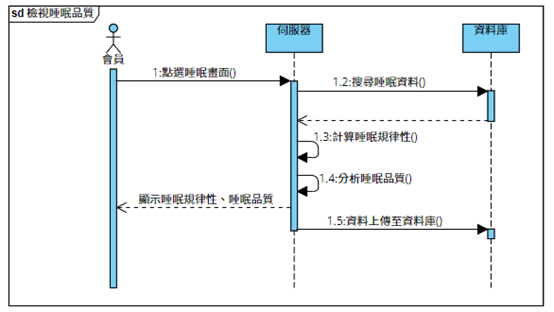 sd 檢視睡眠品質
會員
伺服器
資料庫
1:點選睡眠畫面()
1.2:搜尋睡眠資料()
1.3:計算睡眠規律性()
1.4:分析睡眠品質()
顯示睡眠規律性、睡眠品質
1.5:資料上傳至資料庫()